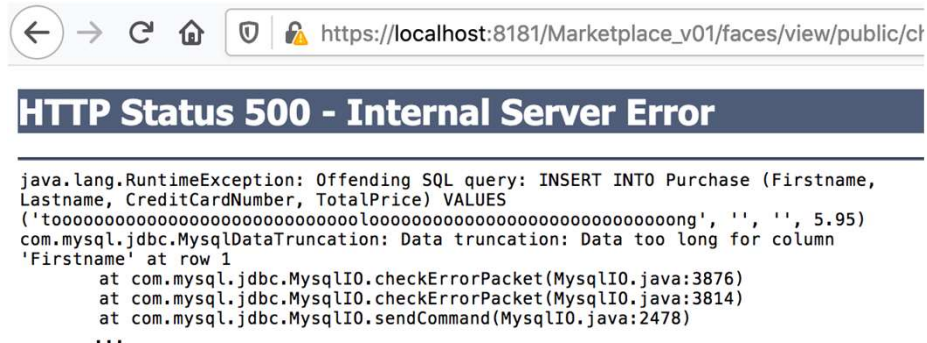 https://localhost:8181/Marketplace_v01/faces/view/public/ch
HTTP Status 500 - Internal Server Error
java.lang.RuntimeException: Offending SQL query: INSERT INTO Purchase (Firstname,
Lastname, CreditCardNumber, TotalPrice) VALUES
('toooooooooooooooooooooooooooooolooooooooooooooooooooooooooooooong', '', '', 5.95)
com.mysql.jdbc.MysqlDataTruncation: Data truncation: Data too long for column
'Firstname' at row 1
at com.mysql.jdbc.MysqlIO.checkErrorPacket(MysqlIO.java:3876)
at com.mysql.jdbc.MysqlIO.checkErrorPacket(MysqlIO.java:3814)
at com.mysql.jdbc.MysqlIO.sendCommand(MysqlIO.java:2478)
...